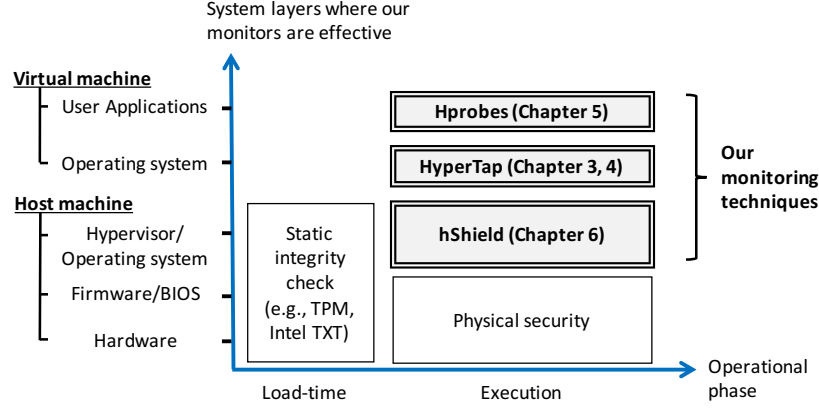 System layers where our
monitors are effective
Virtual machine
User Applications
Operating system
Host machine
Hypervisor/
Operating system
Firmware/BIOS
Hardware
Hprobes (Chapter 5)
HyperTap (Chapter 3, 4)
hShield (Chapter 6)
Our
monitoring
techniques
Static
integrity
check
(e.g., TPM,
Intel TXT)
Physical security
Load-time
Execution
Operational
phase